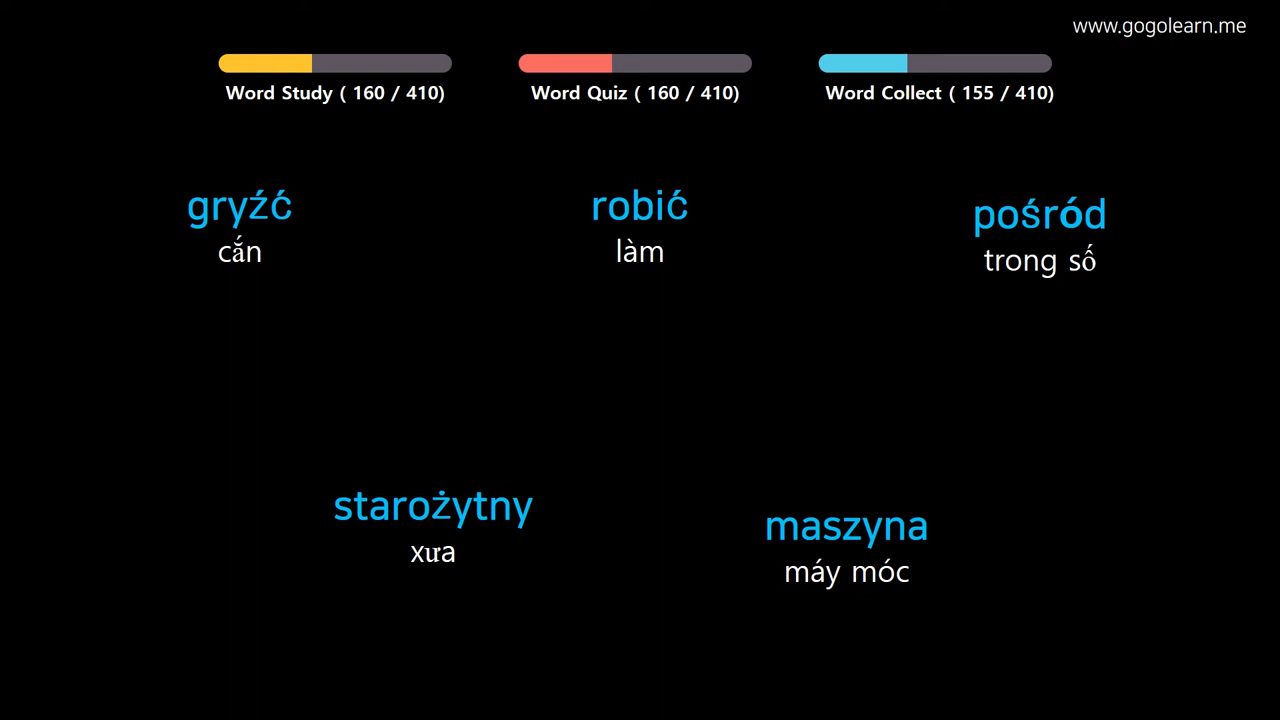 www.gogolearn.me
Word Study ( 160 / 410)
Word Quiz ( 160 / 410)
Word Collect ( 155 / 410)
gryźć
cắn
robić
làm
pośród
trong số
starożytny
xưa
maszyna
máy móc